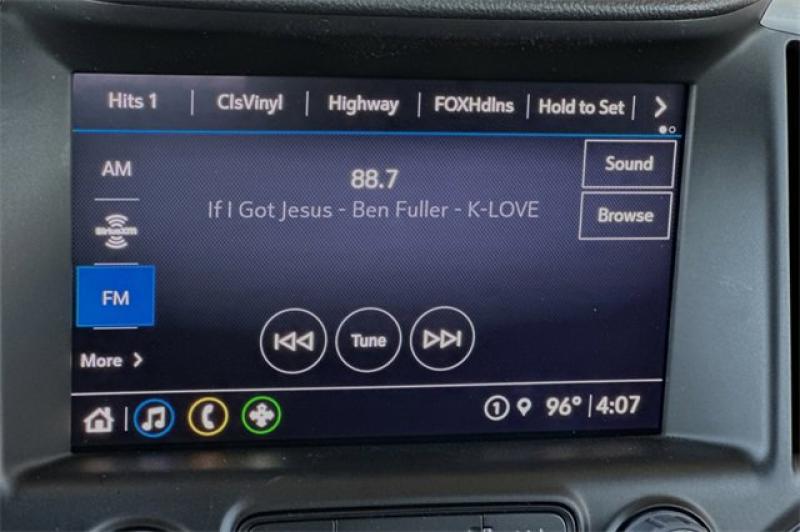 Hits 1 | ClsVinyl | Highway | FOXHdlns | Hold to Set |
AM
Sound
88.7
If I Got Jesus - Ben Fuller - K-LOVE
Browse
SiriusXM
FM
Tune
More
1 96° | 4:07